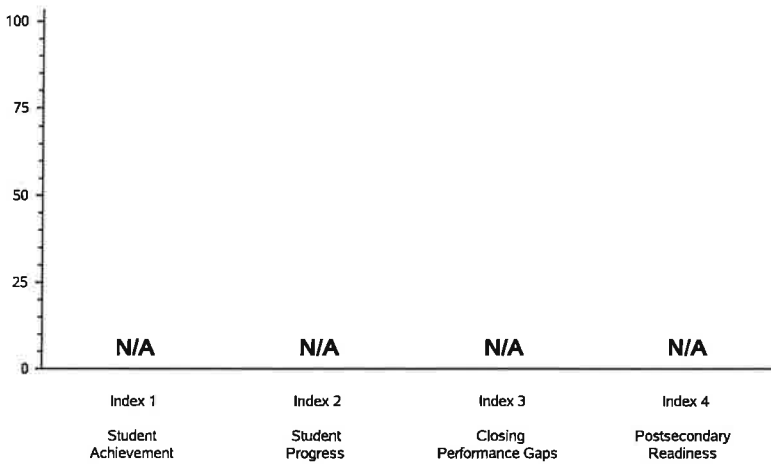 100
75
50
25
0
N/A N/A N/A N/A
Index 1 Index 2 Index 3 Index 4
Student Student Closing Postsecondary
Achievement Progress Performance Gaps Readiness